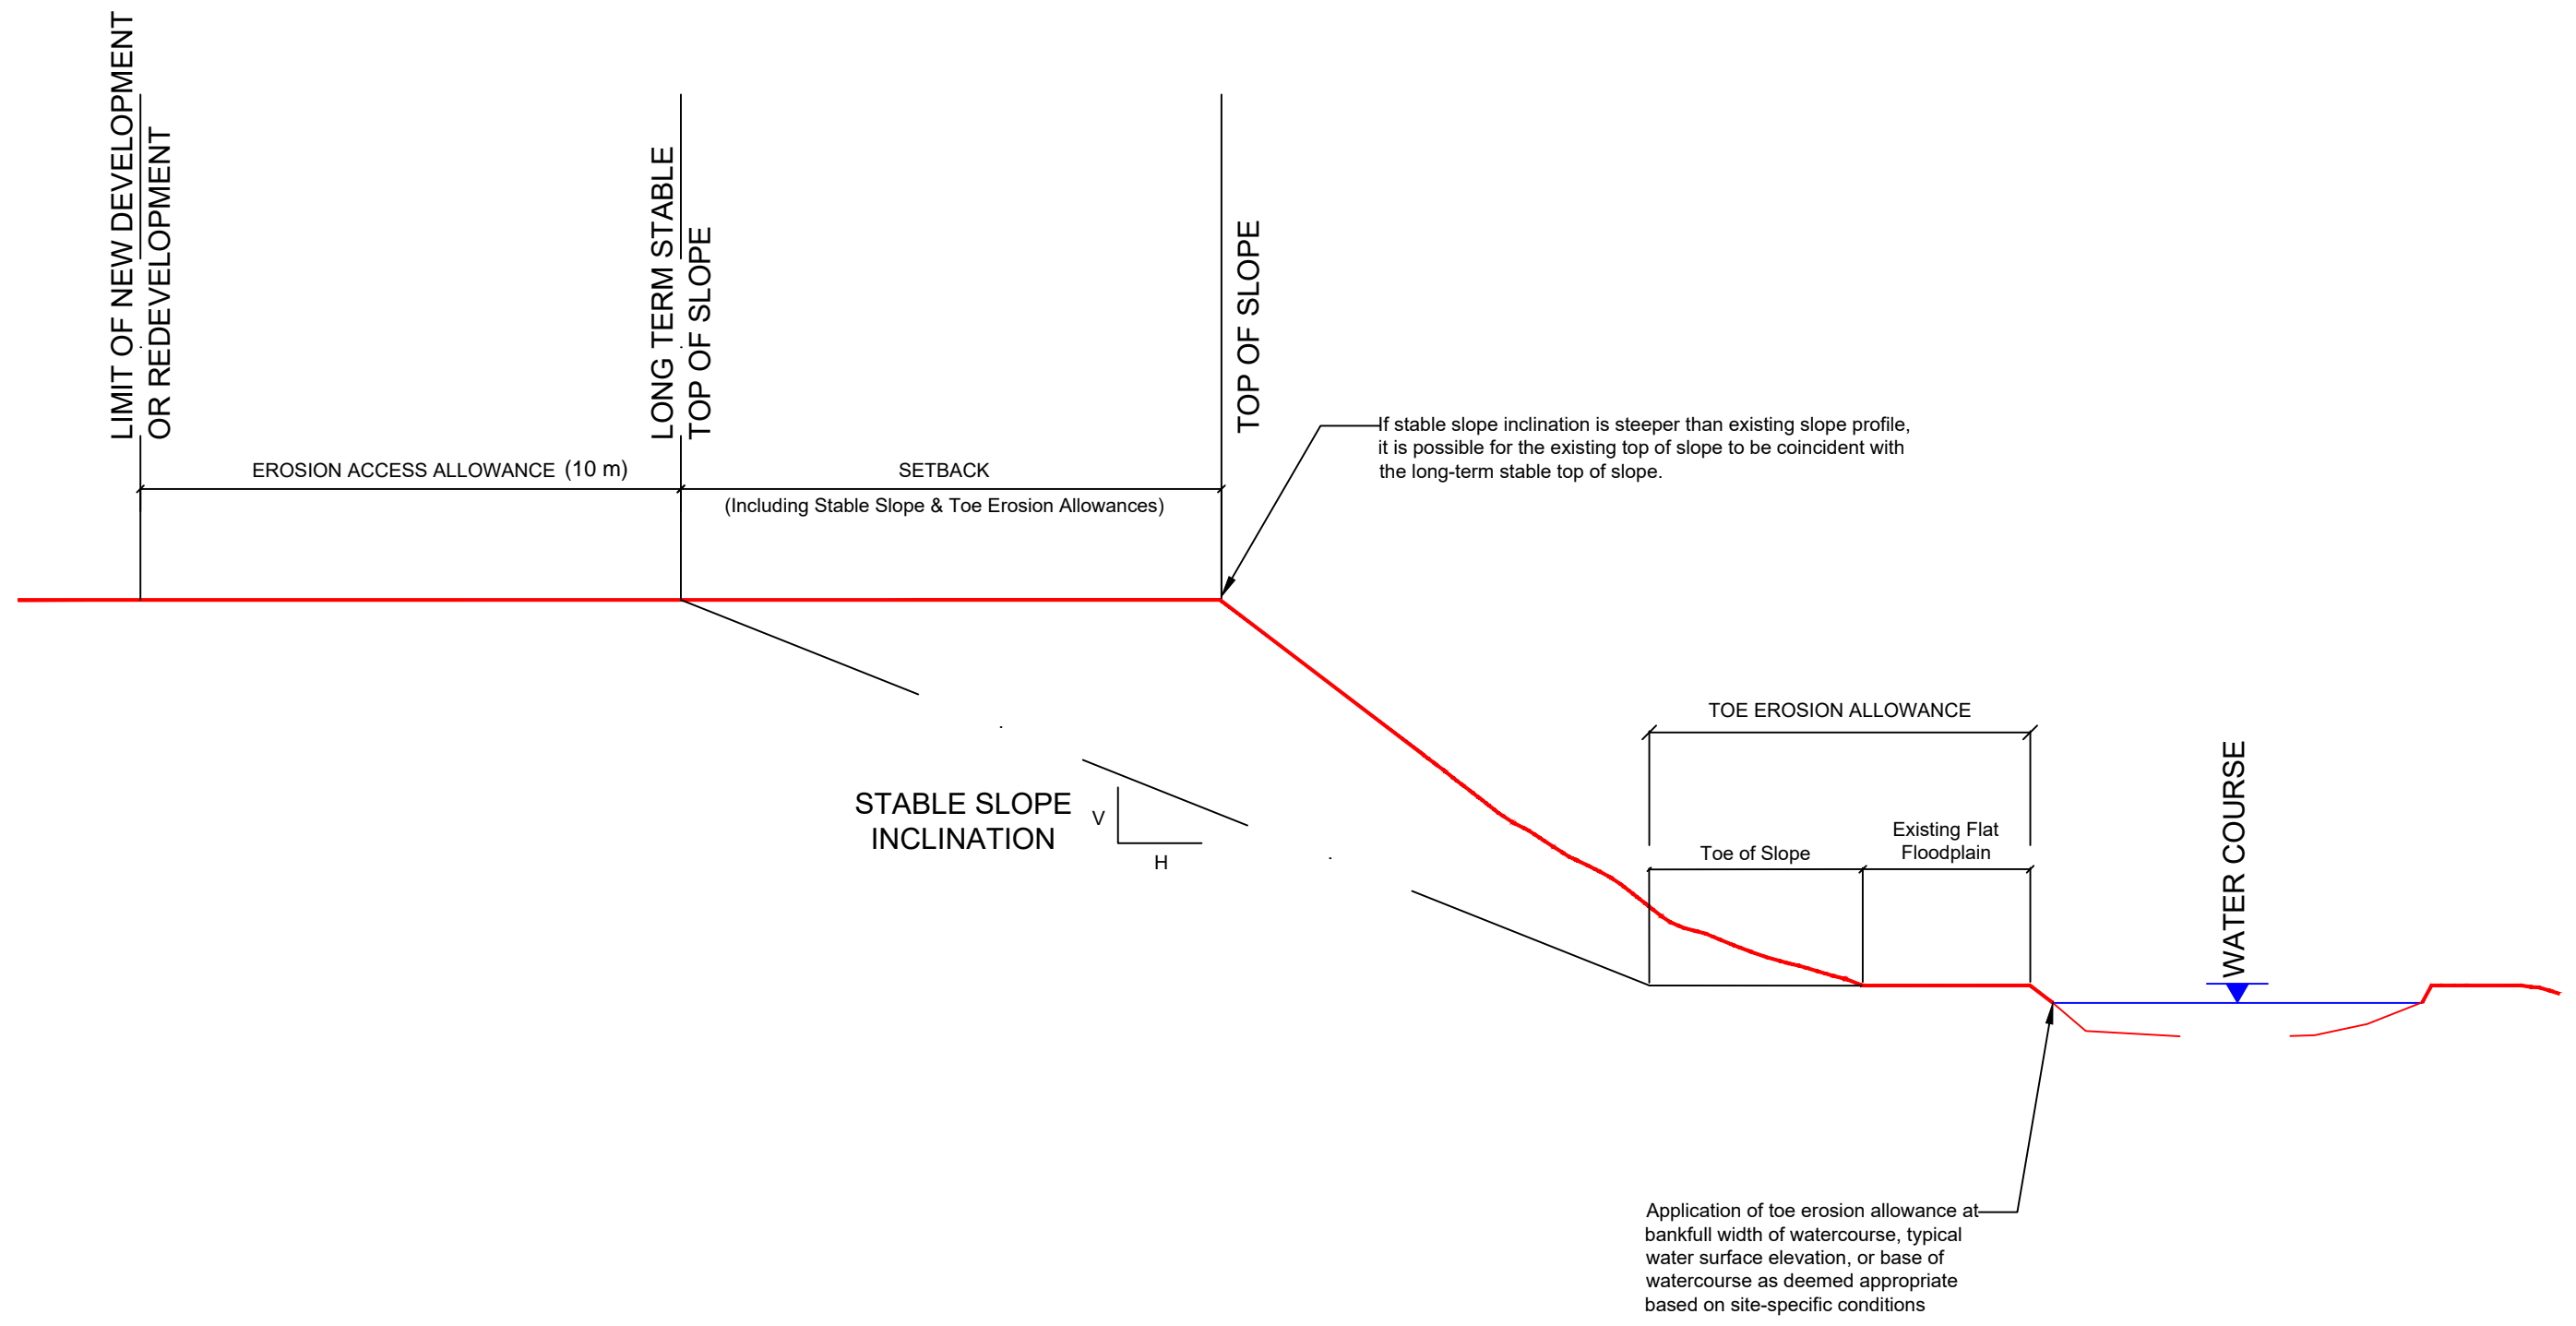 LIMIT OF NEW DEVELOPMENT
OR REDEVELOPMENT
LONG TERM STABLE
TOP OF SLOPE
TOP OF SLOPE
EROSION ACCESS ALLOWANCE (10 m)
SETBACK
(Including Stable Slope & Toe Erosion Allowances)
If stable slope inclination is steeper than existing slope profile,
it is possible for the existing top of slope to be coincident with
the long-term stable top of slope.
STABLE SLOPE
INCLINATION
V
H
TOE EROSION ALLOWANCE
Toe of Slope
Existing Flat
Floodplain
WATER COURSE
Application of toe erosion allowance at
bankfull width of watercourse, typical
water surface elevation, or base of
watercourse as deemed appropriate
based on site-specific conditions